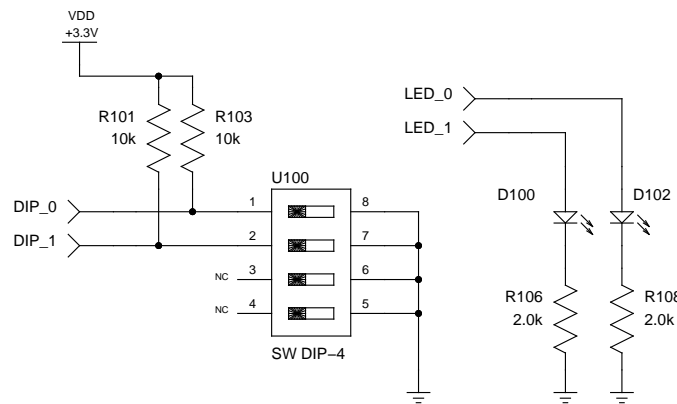 VDD
+3.3V
R101
10k
R103
10k
DIP_0
DIP_1
U100
1
2
NC 3
NC 4
8
7
6
5
SW DIP−4
LED_0
LED_1
D100
D102
R106
2.0k
R108
2.0k